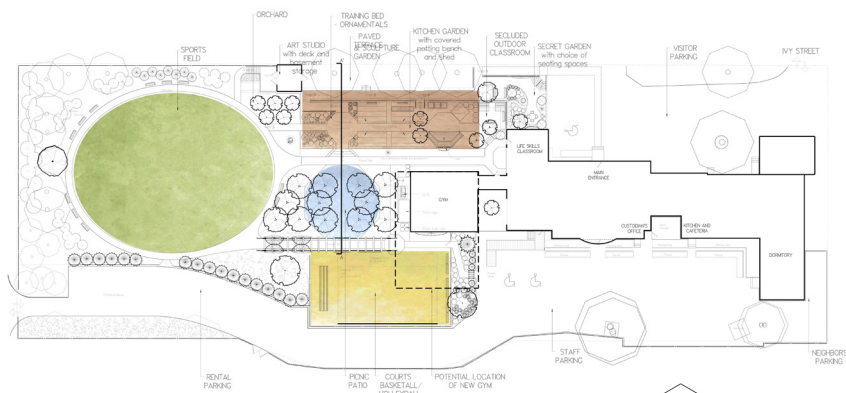 ORCHARD
TRAINING BED
- ORNAMENTALS
PAVED
TERRACE
& SCULPTURE
GARDEN
KITCHEN GARDEN
with covered
potting bench
and shed
SECLUDED
OUTDOOR
CLASSROOM
SECRET GARDEN
with choice of
seating spaces
VISITOR
PARKING
IVY STREET
SPORTS
FIELD
ART STUDIO
with deck and
basement
storage
LIFE SKILLS
CLASSROOM
MAIN
ENTRANCE
GYM
CUSTODIAN'S
OFFICE
KITCHEN AND
CAFETERIA
DORMITORY
RENTAL
PARKING
PICNIC
PATIO
COURTS -
BASKETALL/
POTENTIAL LOCATION
OF NEW GYM
STAFF
PARKING
NEIGHBORS
PARKING